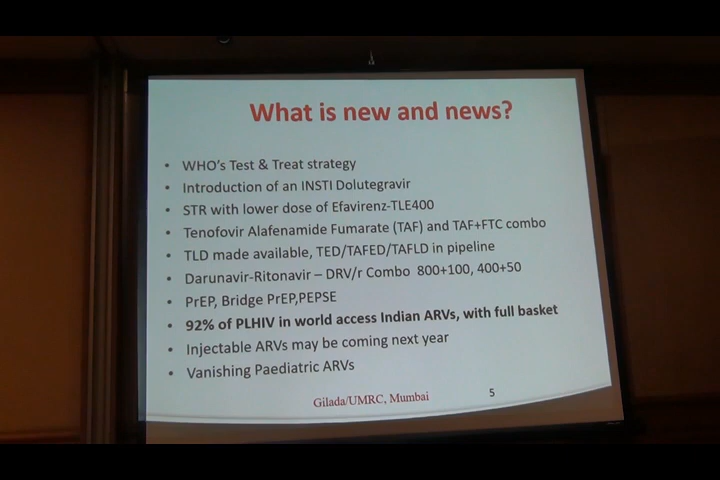 What is new and news?
• WHO's Test & Treat strategy
• Introduction of an INSTI Dolutegravir
• STR with lower dose of Efavirenz-TLE400
• Tenofovir Alafenamide Fumarate (TAF) and TAF+FTC combo
• TLD made available, TED/TAFED/TAFLD in pipeline
• Darunavir-Ritonavir – DRV/r Combo 800+100, 400+50
• PrEP, Bridge PrEP,PEPSE
• 92% of PLHIV in world access Indian ARVs, with full basket
• Injectable ARVs may be coming next year
• Vanishing Paediatric ARVs
Gilada/UMRC, Mumbai 5